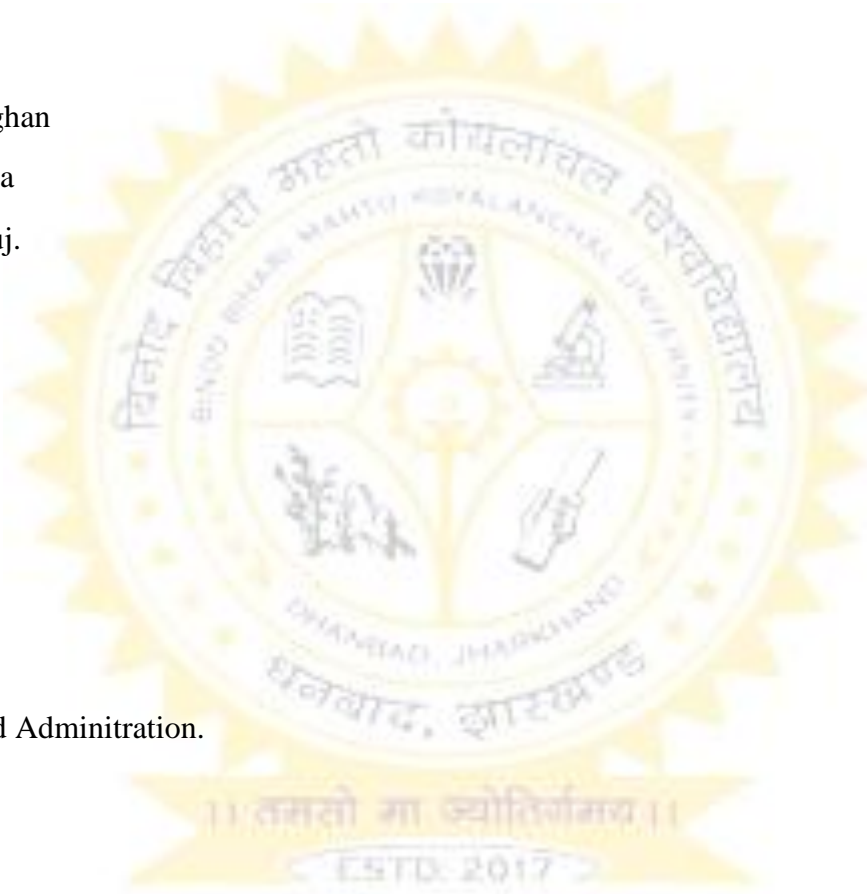 ghan
a
uj.
विनोद बिहारी महतो कोयलांचल विश्वविद्यालय
BINOD BIHARI MAHTO KOYALANCHAL UNIVERSITY
DHANBAD, JHARKHAND
धनबाद, झारखण्ड
d Adminitration.
।। तमसो मा ज्योतिर्गमय ।।
ESTD. 2017